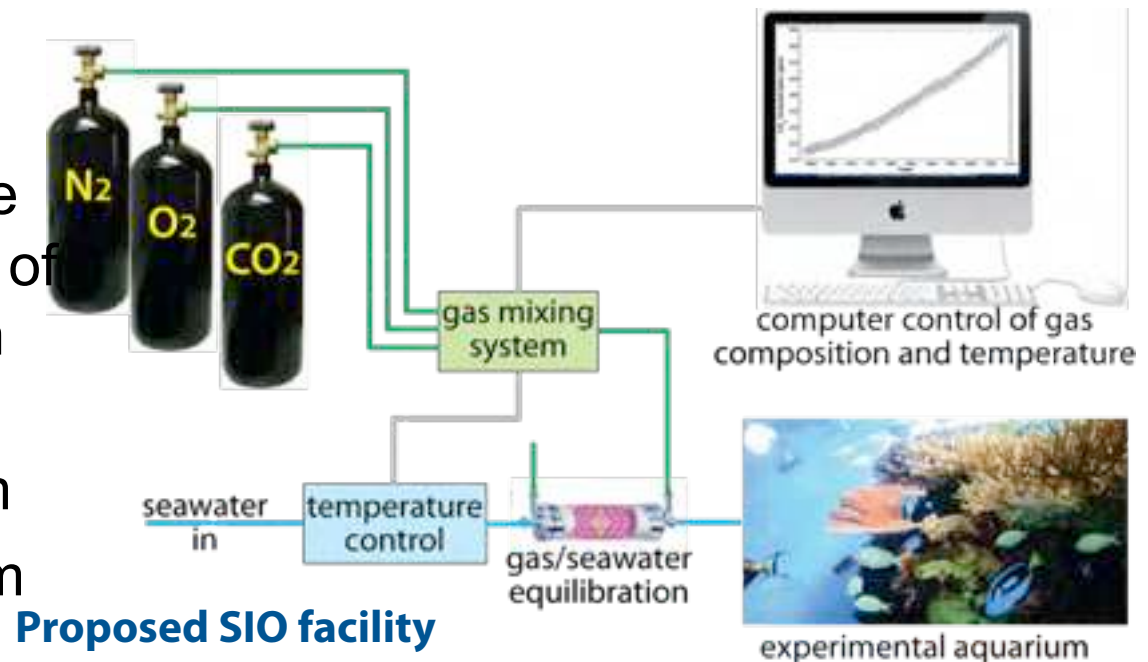 N2
O2
CO2
e
of
n
n
m
gas mixing
system
computer control of gas
composition and temperature
seawater
in
temperature
control
gas/seawater
equilibration
Proposed SIO facility
experimental aquarium